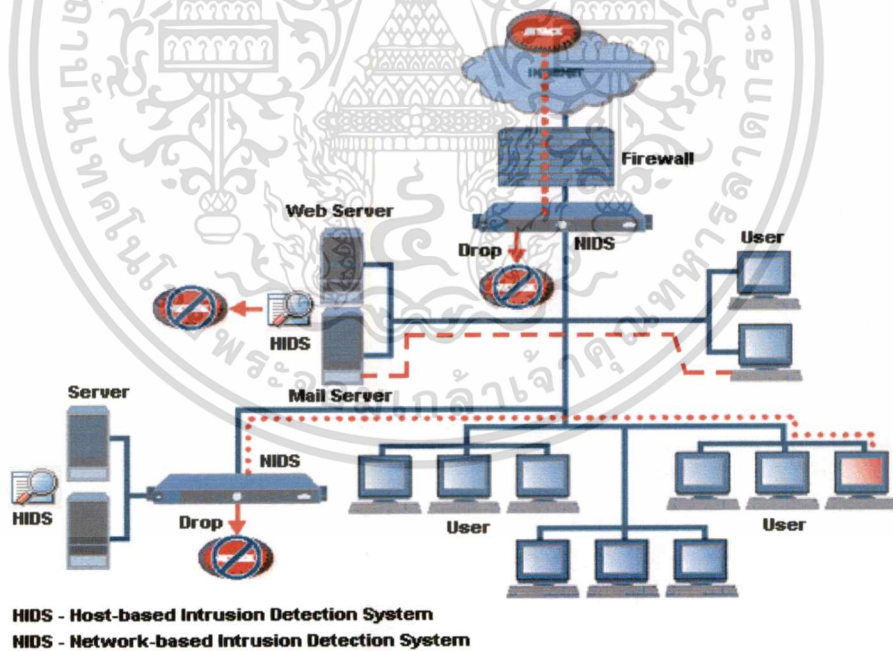 ATTACK
INTERNET
Firewall
Web Server
Drop
NIDS
User
HIDS
Mail Server
Server
NIDS
HIDS
Drop
User
User
HIDS - Host-based Intrusion Detection System
NIDS - Network-based Intrusion Detection System